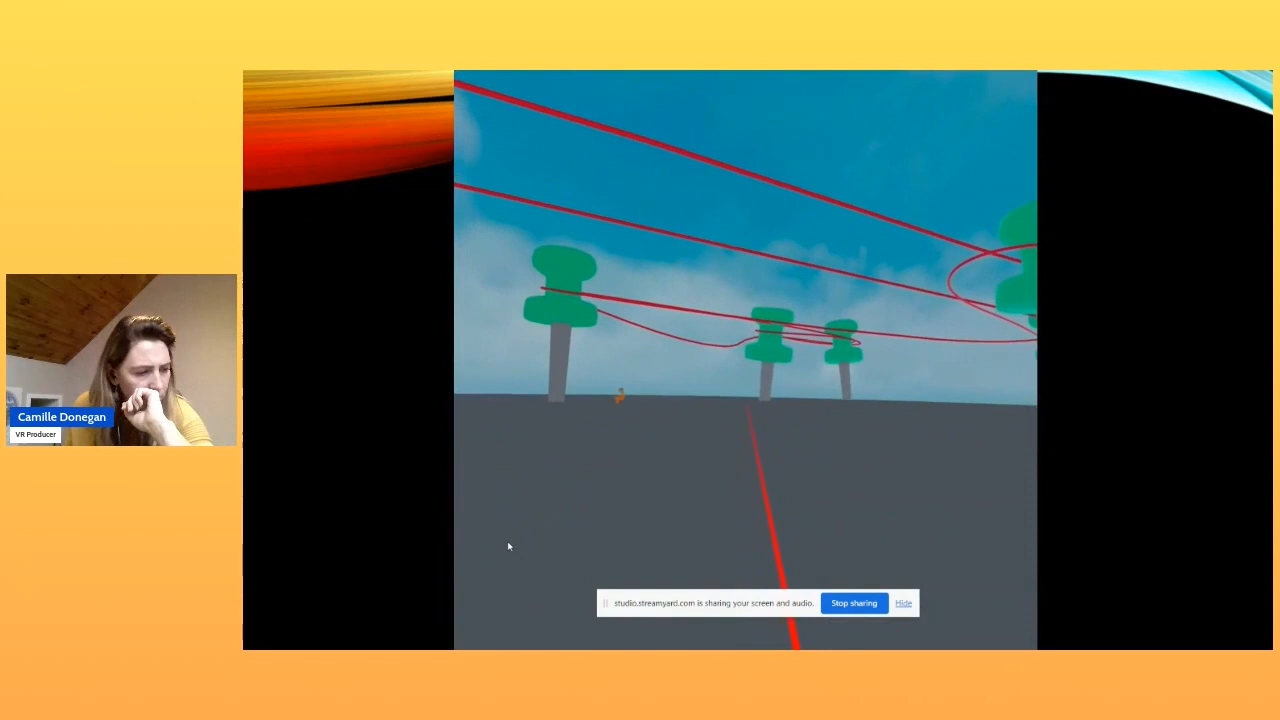 Camille Donegan
VR Producer
studio.streamyard.com is sharing your screen and audio. Stop sharing Hide